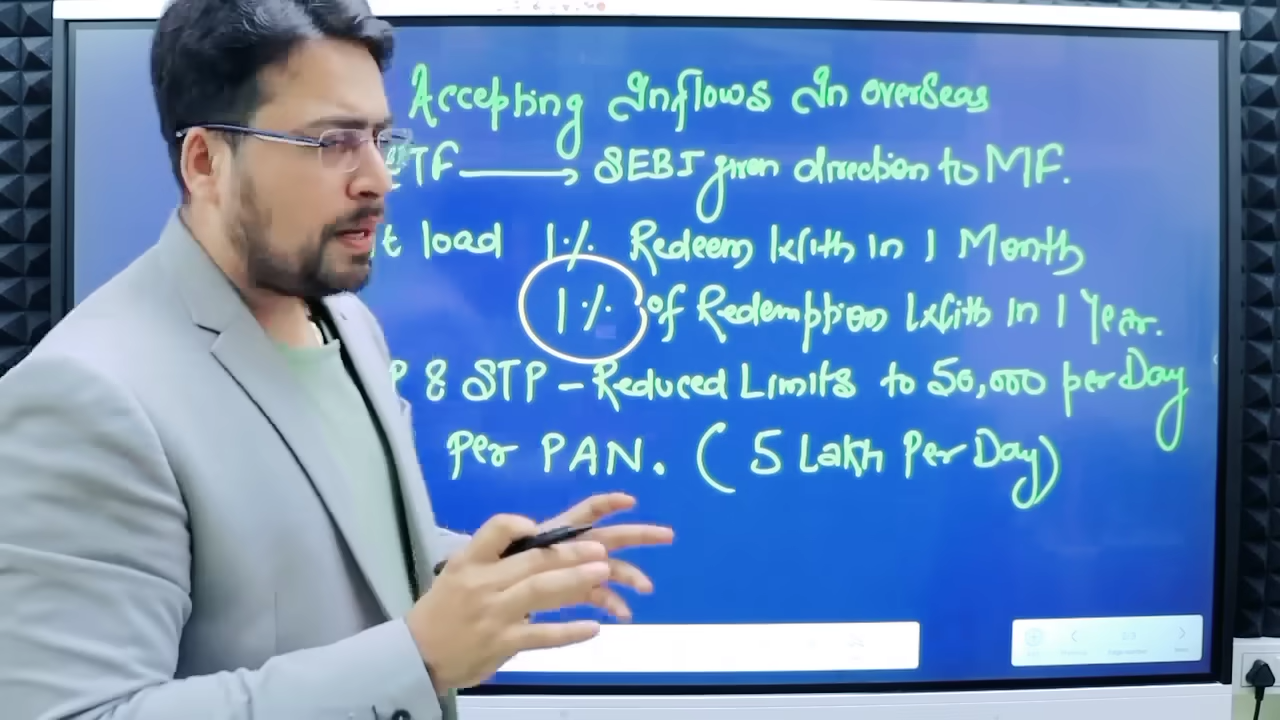 Accepting Inflows In overseas
ETF → SEBI given direction to MF.
t load 1% Redeem With in 1 Month
1% of Redemption With in 1 Year.
P & STP – Reduced Limits to 50,000 per Day
per PAN. ( 5 Lakh Per Day)